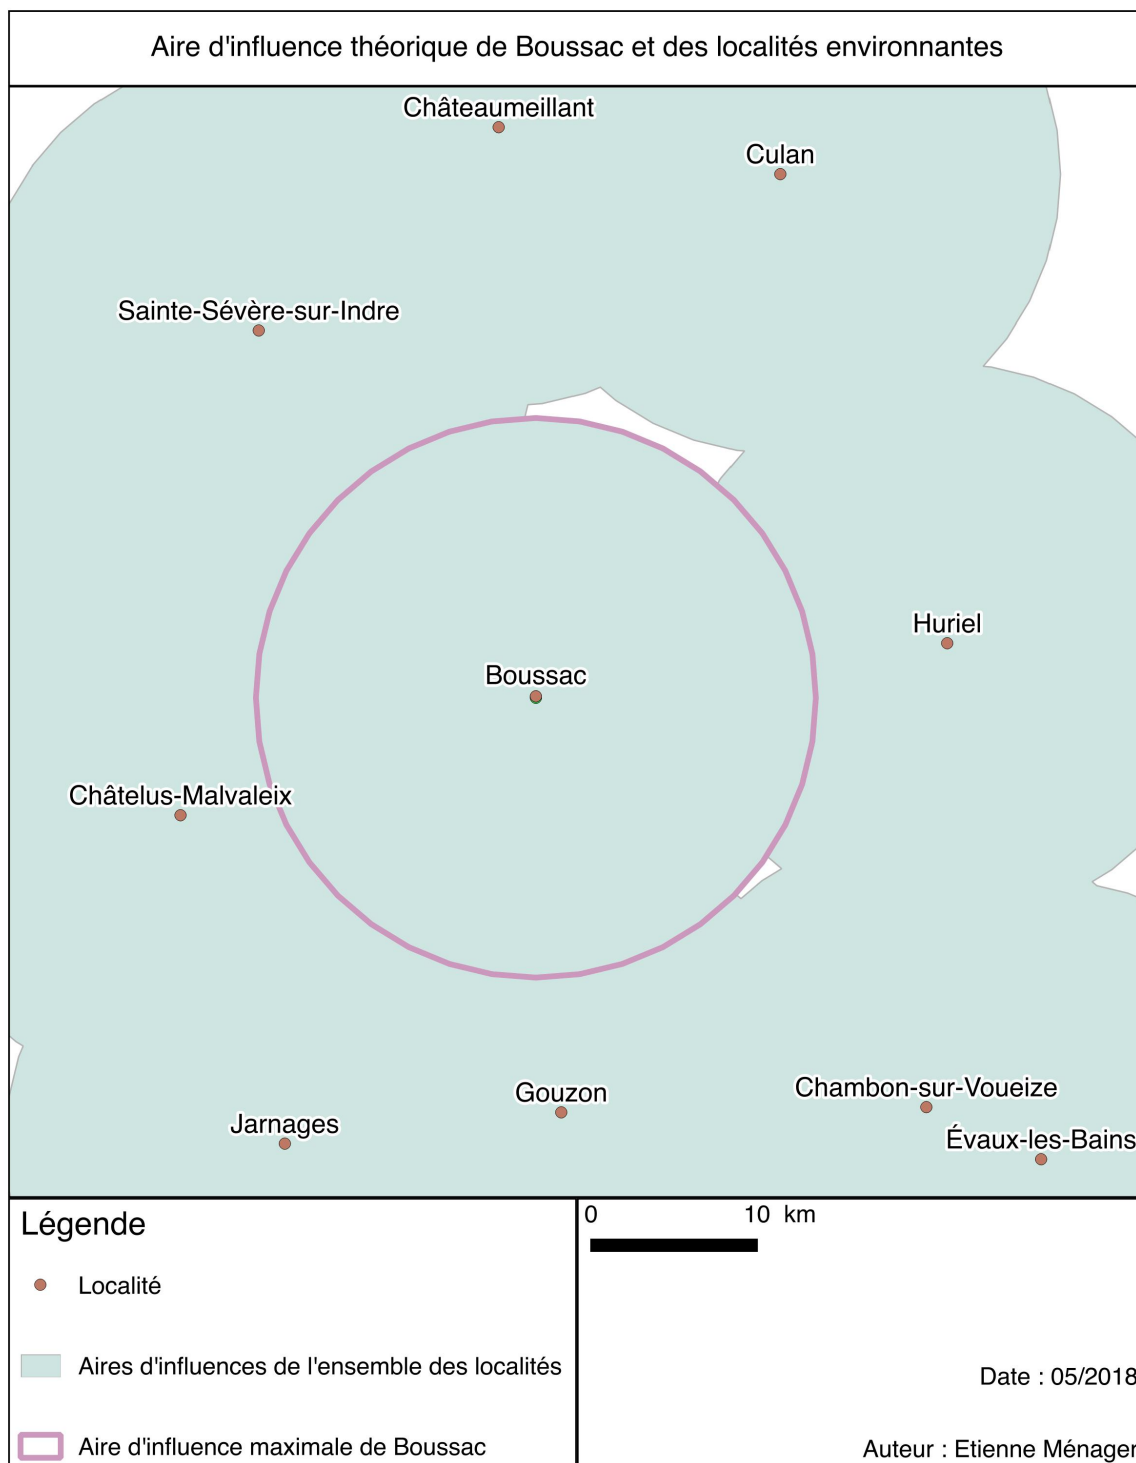 Aire d'influence théorique de Boussac et des localités environnantes
Châteaumeillant
Culan
Sainte-Sévère-sur-Indre
Huriel
Boussac
Châtelus-Malvaleix
Chambon-sur-Voueize
Gouzon
Jarnages
Évaux-les-Bains
Légende
Localité
Aires d'influences de l'ensemble des localités
Aire d'influence maximale de Boussac
0 10 km
Date : 05/2018
Auteur : Etienne Ménager